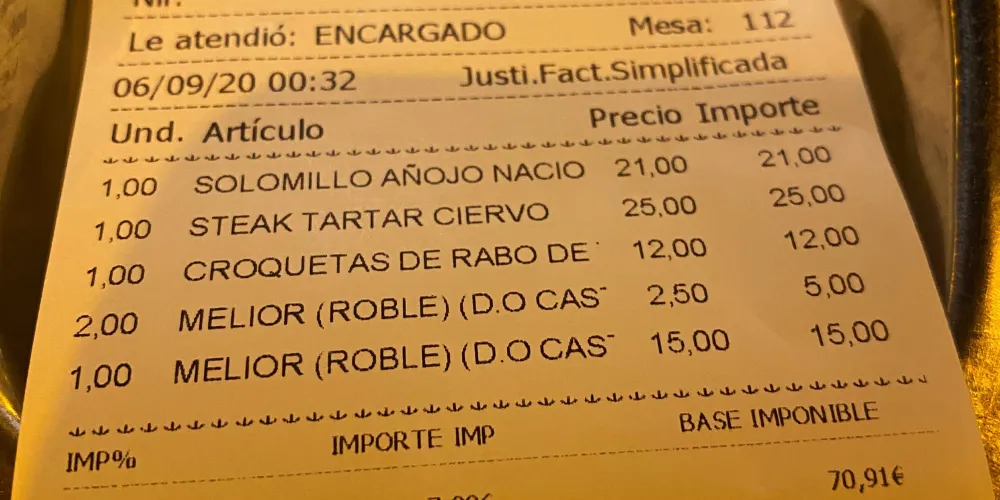 Le atendió: ENCARGADO Mesa: 112
06/09/20 00:32 Justi.Fact.Simplificada
Und. Artículo Precio Importe
1,00 SOLOMILLO AÑOJO NACIO 21,00 21,00
1,00 STEAK TARTAR CIERVO 25,00 25,00
1,00 CROQUETAS DE RABO DE 12,00 12,00
2,00 MELIOR (ROBLE) (D.O CAS 2,50 5,00
1,00 MELIOR (ROBLE) (D.O CAS 15,00 15,00
IMP% IMPORTE IMP BASE IMPONIBLE
70,91€